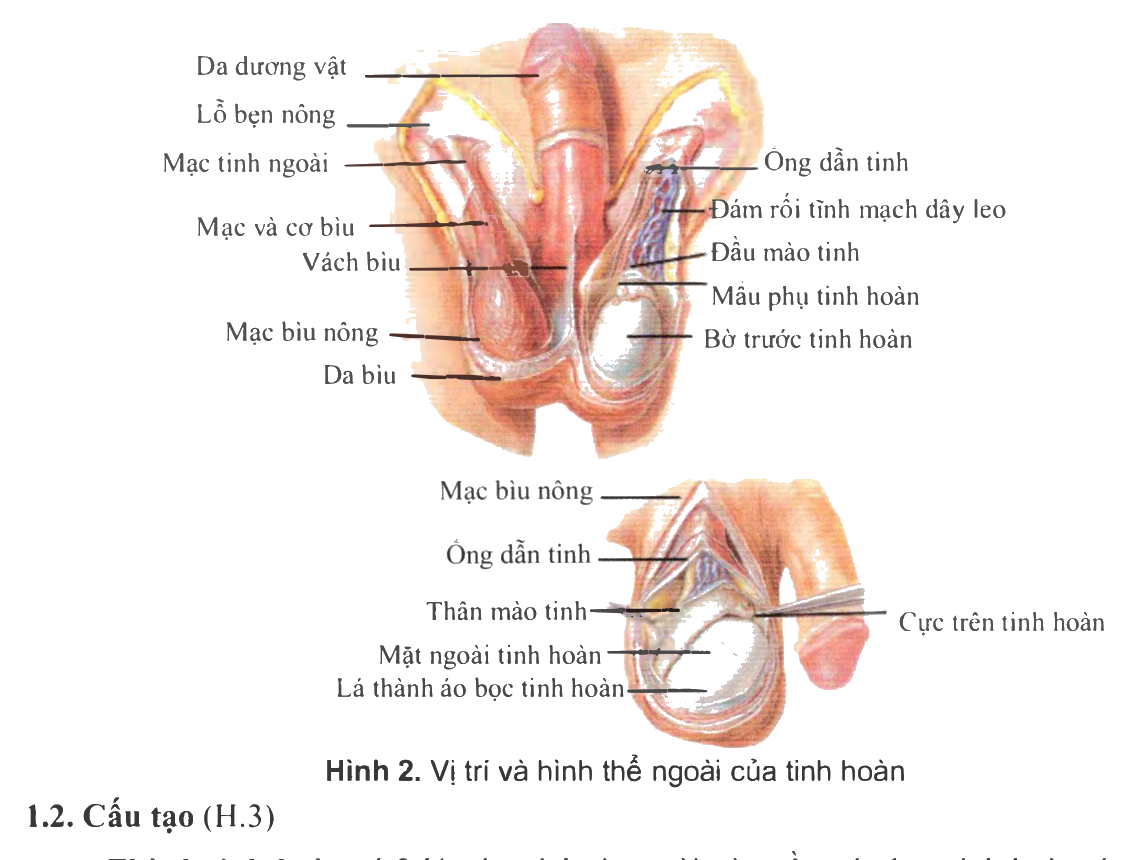 Da dương vật
Lỗ bẹn nông
Mạc tinh ngoài
Mạc và cơ bìu
Vách bìu
Mạc bìu nông
Da bìu
Ống dẫn tinh
Đám rối tĩnh mạch dây leo
Đầu mào tinh
Mẩu phụ tinh hoàn
Bờ trước tinh hoàn
Mạc bìu nông
Ống dẫn tinh
Thân mào tinh
Mặt ngoài tinh hoàn
Lá thành áo bọc tinh hoàn
Cực trên tinh hoàn
Hình 2. Vị trí và hình thể ngoài của tinh hoàn
1.2. Cấu tạo (H.3)